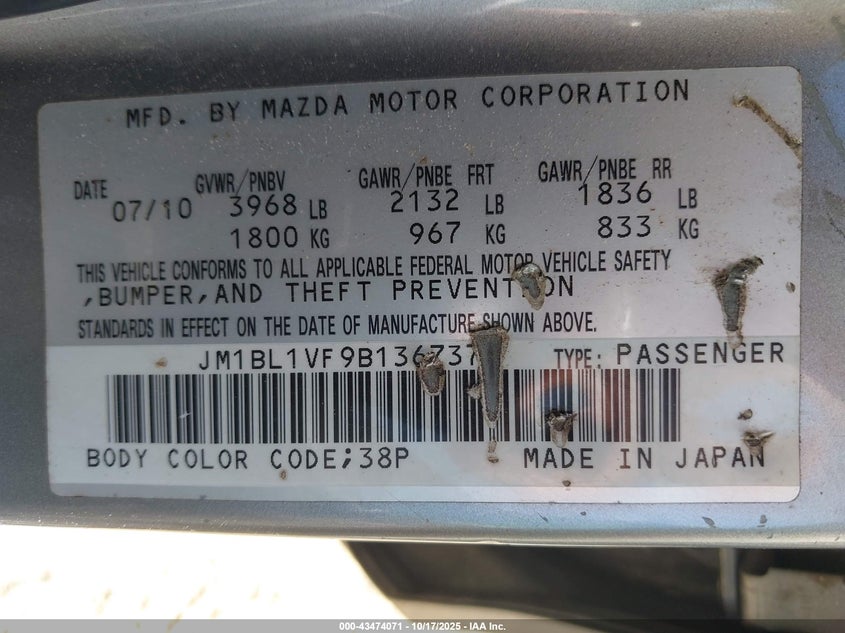 MFD. BY MAZDA MOTOR CORPORATION
DATE GVWR/PNBV GAWR/PNBE FRT GAWR/PNBE RR
07/10 3968 LB 2132 LB 1836 LB
1800 KG 967 KG 833 KG
THIS VEHICLE CONFORMS TO ALL APPLICABLE FEDERAL MOTOR VEHICLE SAFETY
,BUMPER,AND THEFT PREVENTION
STANDARDS IN EFFECT ON THE DATE OF MANUFACTURE SHOWN ABOVE.
TYPE: PASSENGER
BODY COLOR CODE;38P MADE IN JAPAN
000-43474071 - 10/17/2025 - IAA Inc.